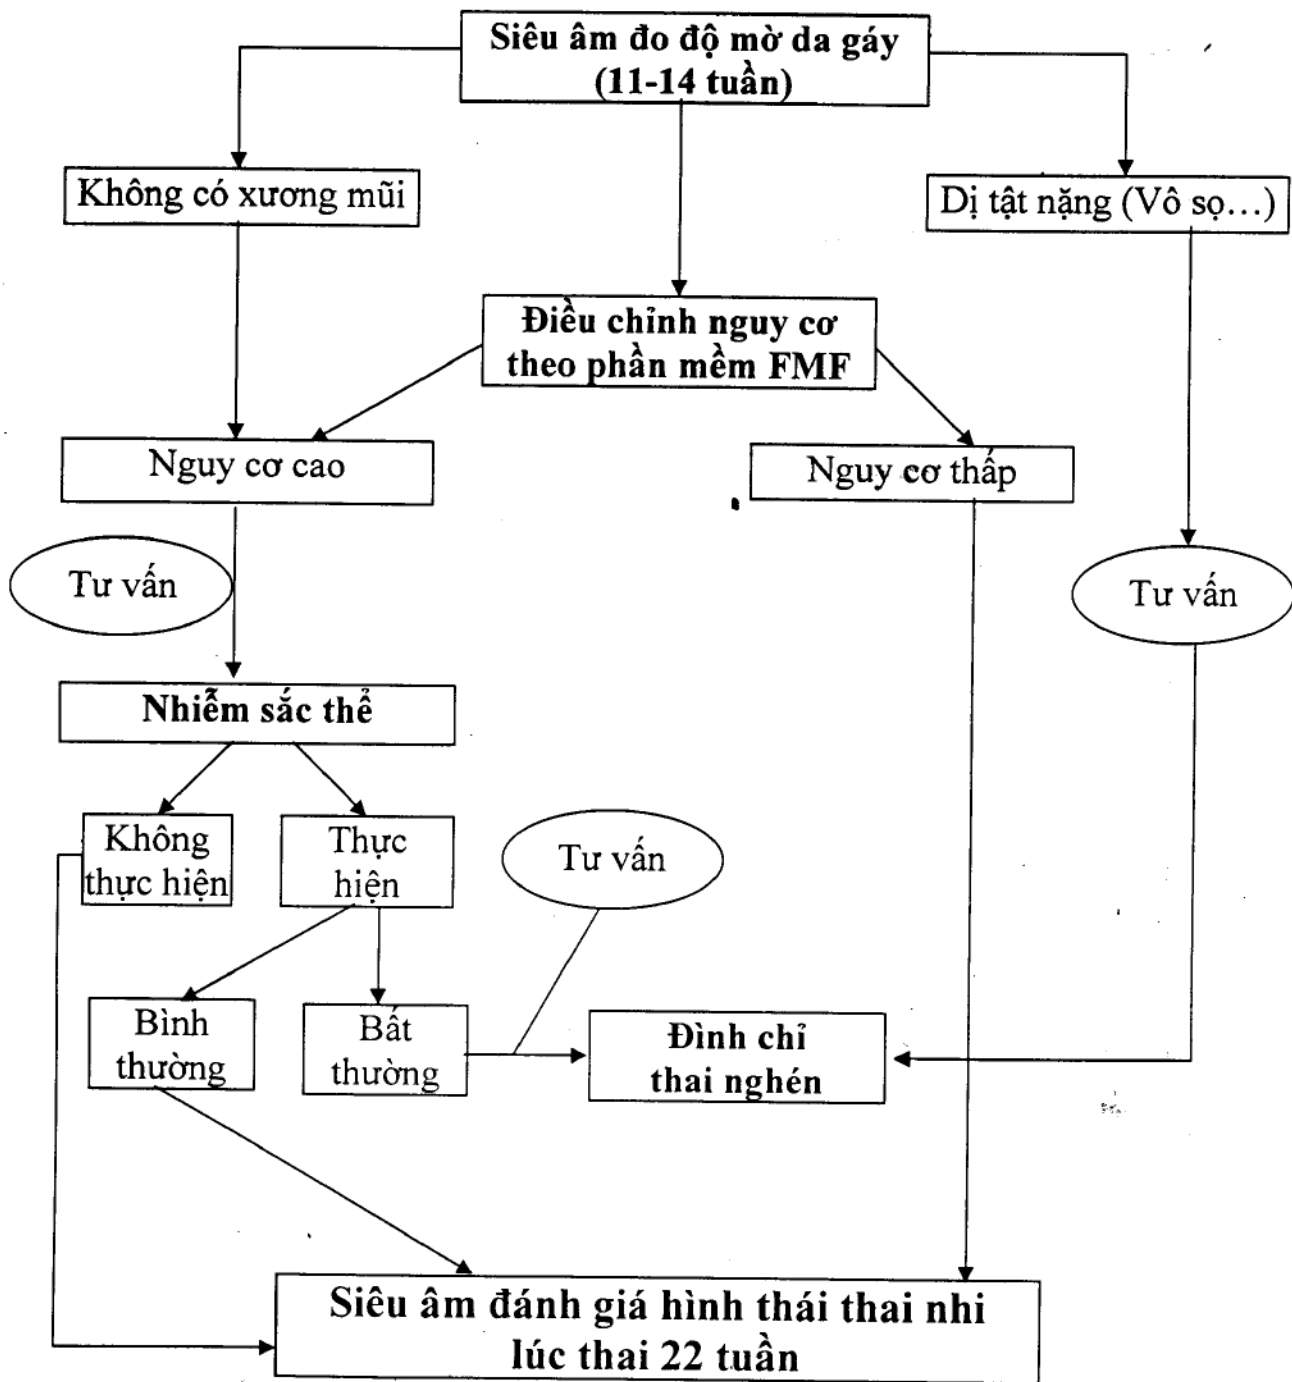 Siêu âm đo độ mờ da gáy
(11-14 tuần)
Không có xương mũi
Dị tật nặng (Vô sọ...)
Điều chỉnh nguy cơ
theo phần mềm FMF
Nguy cơ cao
Nguy cơ thấp
Tư vấn
Tư vấn
Nhiễm sắc thể
Không
thực hiện
Thực
hiện
Tư vấn
Bình
thường
Bất
thường
Đình chỉ
thai nghén
Siêu âm đánh giá hình thái thai nhi
lúc thai 22 tuần